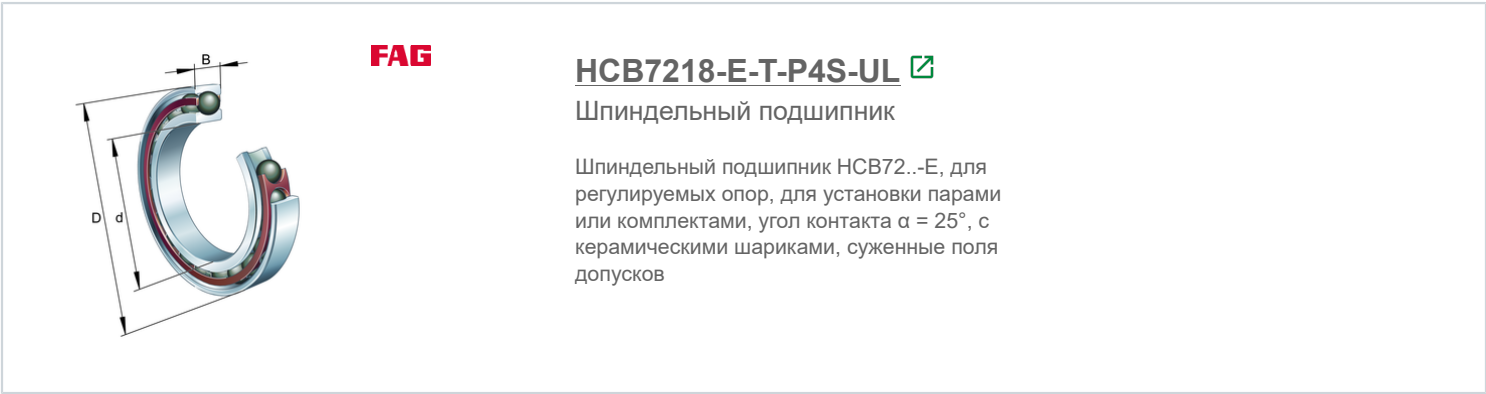 B
FAG
D
d
HCB7218-E-T-P4S-UL
Шпиндельный подшипник
Шпиндельный подшипник HCB72..-E, для
регулируемых опор, для установки парами
или комплектами, угол контакта α = 25°, с
керамическими шариками, суженные поля
допусков